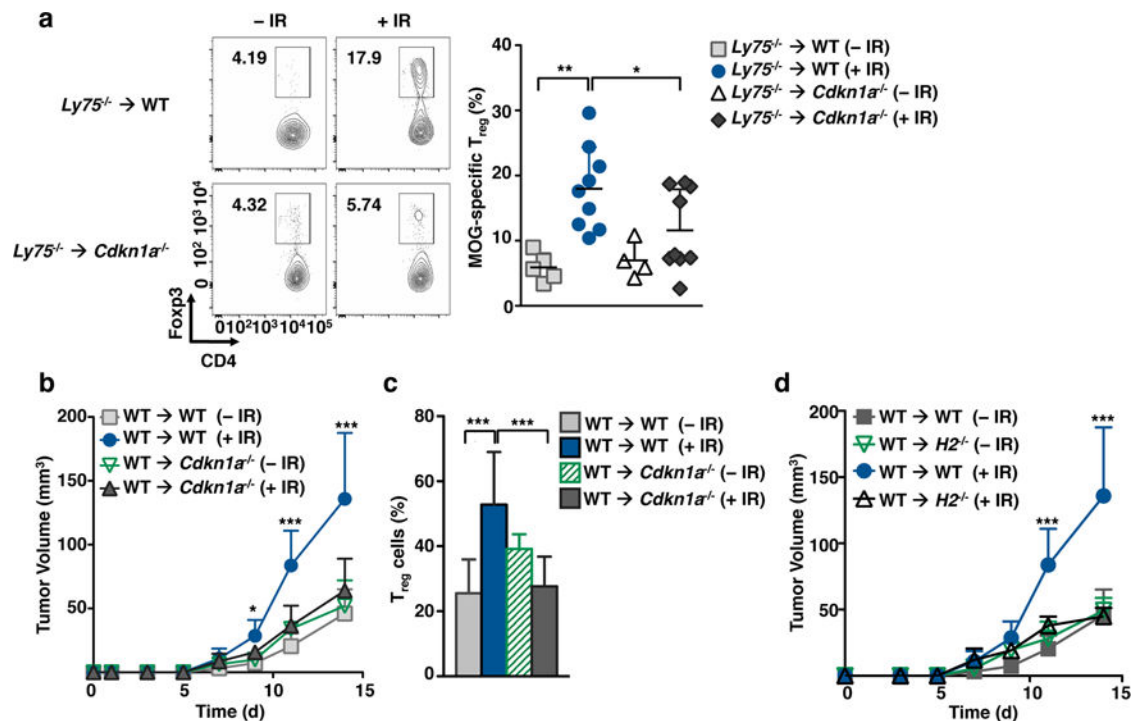 a
– IR
+ IR
Ly75-/- → WT
4.19
17.9
Ly75-/- → Cdkn1a-/-
4.32
5.74
0 10² 10³ 10⁴
0 10² 10³ 10⁴ 10⁵
Foxp3
CD4
MOG-specific Treg (%)
40
30
20
10
0
**
*
Ly75-/- → WT (– IR)
Ly75-/- → WT (+ IR)
Ly75-/- → Cdkn1a-/- (– IR)
Ly75-/- → Cdkn1a-/- (+ IR)
b
WT → WT (– IR)
WT → WT (+ IR)
WT → Cdkn1a-/- (– IR)
WT → Cdkn1a-/- (+ IR)
Tumor Volume (mm³)
200
150
100
50
0
*
***
***
0 5 10 15
Time (d)
c
Treg cells (%)
80
60
40
20
0
*** ***
WT → WT (– IR)
WT → WT (+ IR)
WT → Cdkn1a-/- (– IR)
WT → Cdkn1a-/- (+ IR)
d
WT → WT (– IR)
WT → H2-/- (– IR)
WT → WT (+ IR)
WT → H2-/- (+ IR)
Tumor Volume (mm³)
200
150
100
50
0
***
***
0 5 10 15
Time (d)